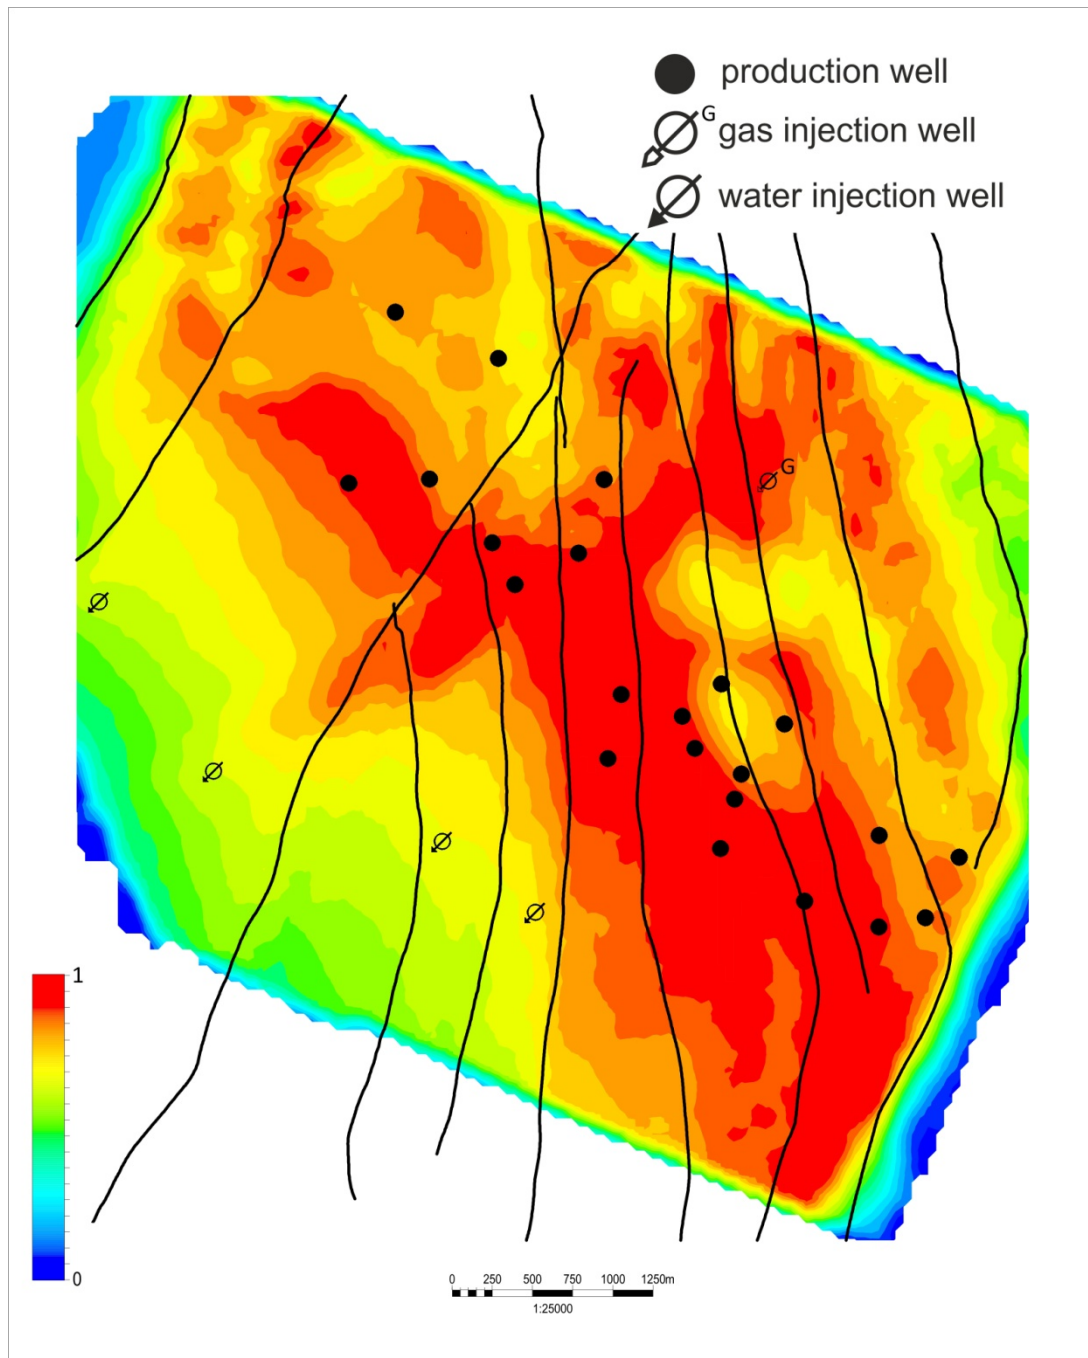 production well
G gas injection well
water injection well
G
1
0
0 250 500 750 1000 1250m
1:25000